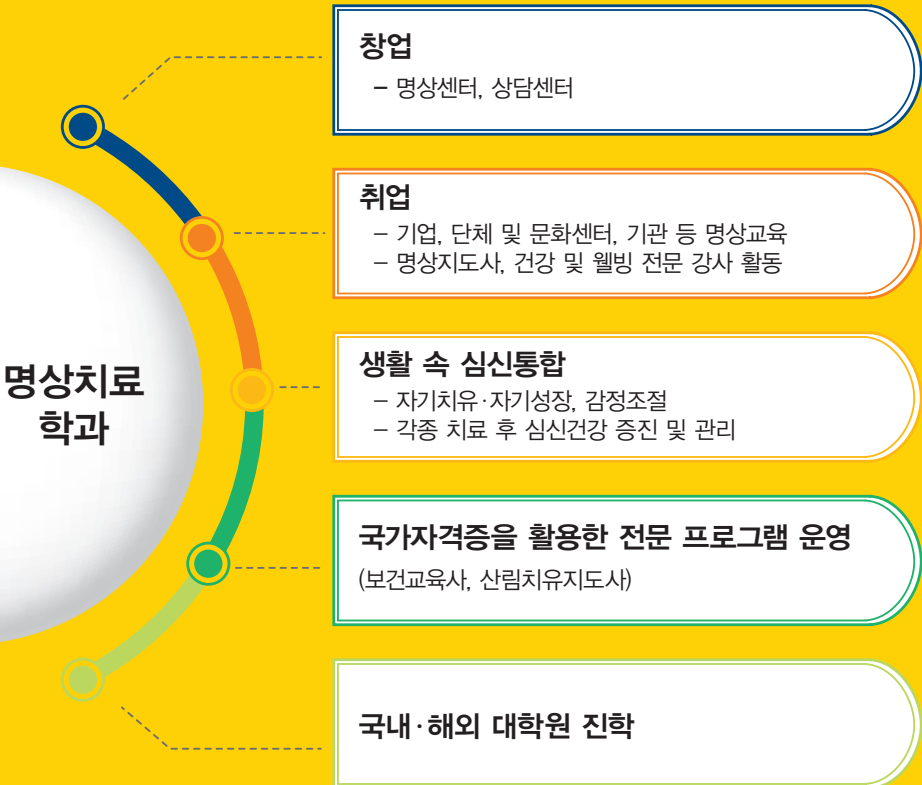 명상치료
학과
창업
– 명상센터, 상담센터
취업
– 기업, 단체 및 문화센터, 기관 등 명상교육
– 명상지도사, 건강 및 웰빙 전문 강사 활동
생활 속 심신통합
– 자기치유·자기성장, 감정조절
– 각종 치료 후 심신건강 증진 및 관리
국가자격증을 활용한 전문 프로그램 운영
(보건교육사, 산림치유지도사)
국내·해외 대학원 진학